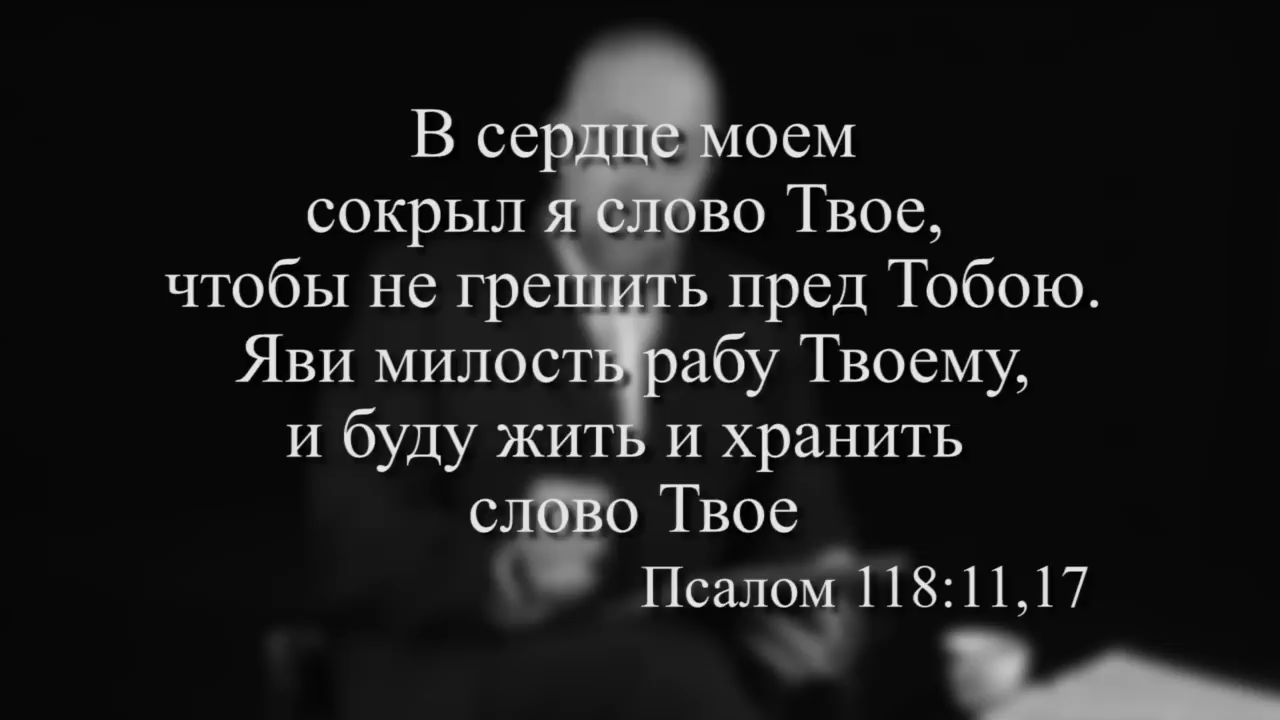 В сердце моем
сокрыл я слово Твое,
чтобы не грешить пред Тобою.
Яви милость рабу Твоему,
и буду жить и хранить
слово Твое
Псалом 118:11,17